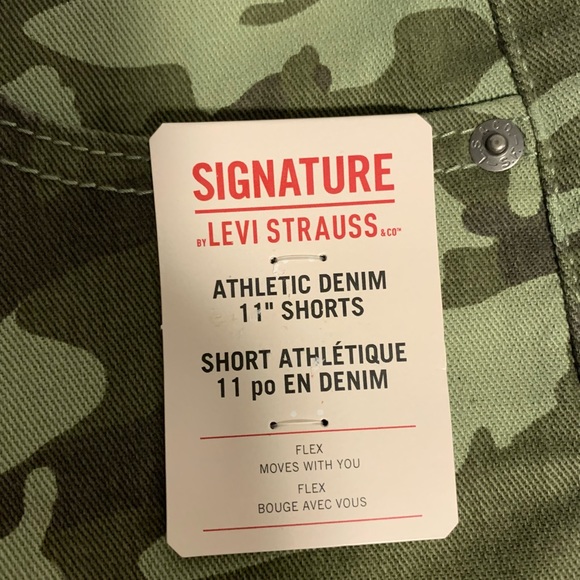 SIGNATURE
BY LEVI STRAUSS & CO™
ATHLETIC DENIM
11" SHORTS
SHORT ATHLÉTIQUE
11 po EN DENIM
FLEX
MOVES WITH YOU
FLEX
BOUGE AVEC VOUS